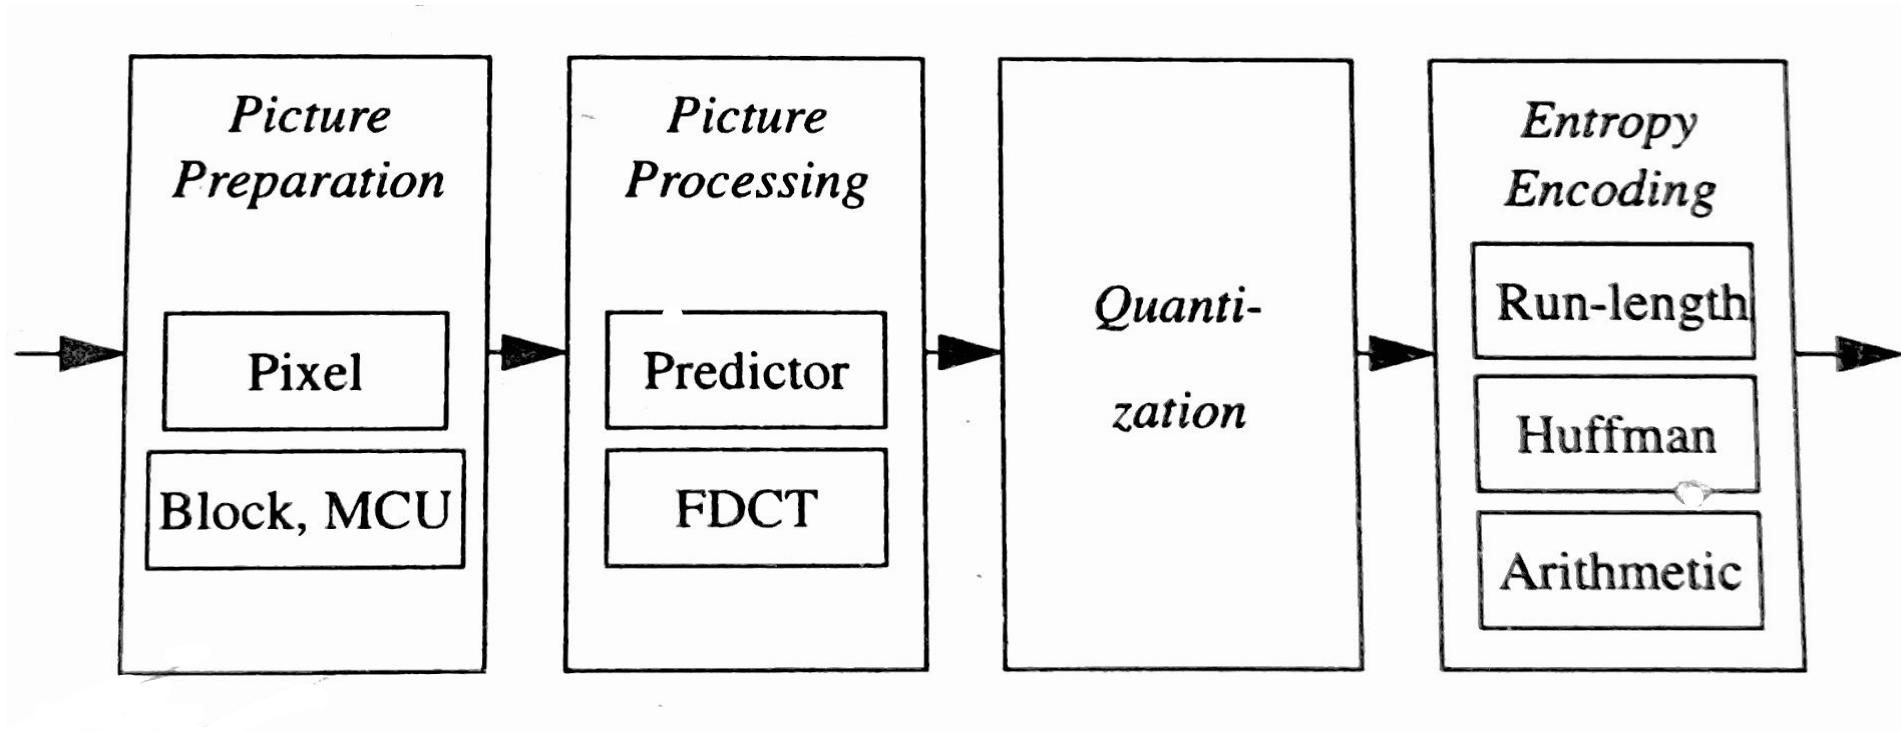 Picture
Preparation
Pixel
Block, MCU
Picture
Processing
Predictor
FDCT
Quanti-
zation
Entropy
Encoding
Run-length
Huffman
Arithmetic